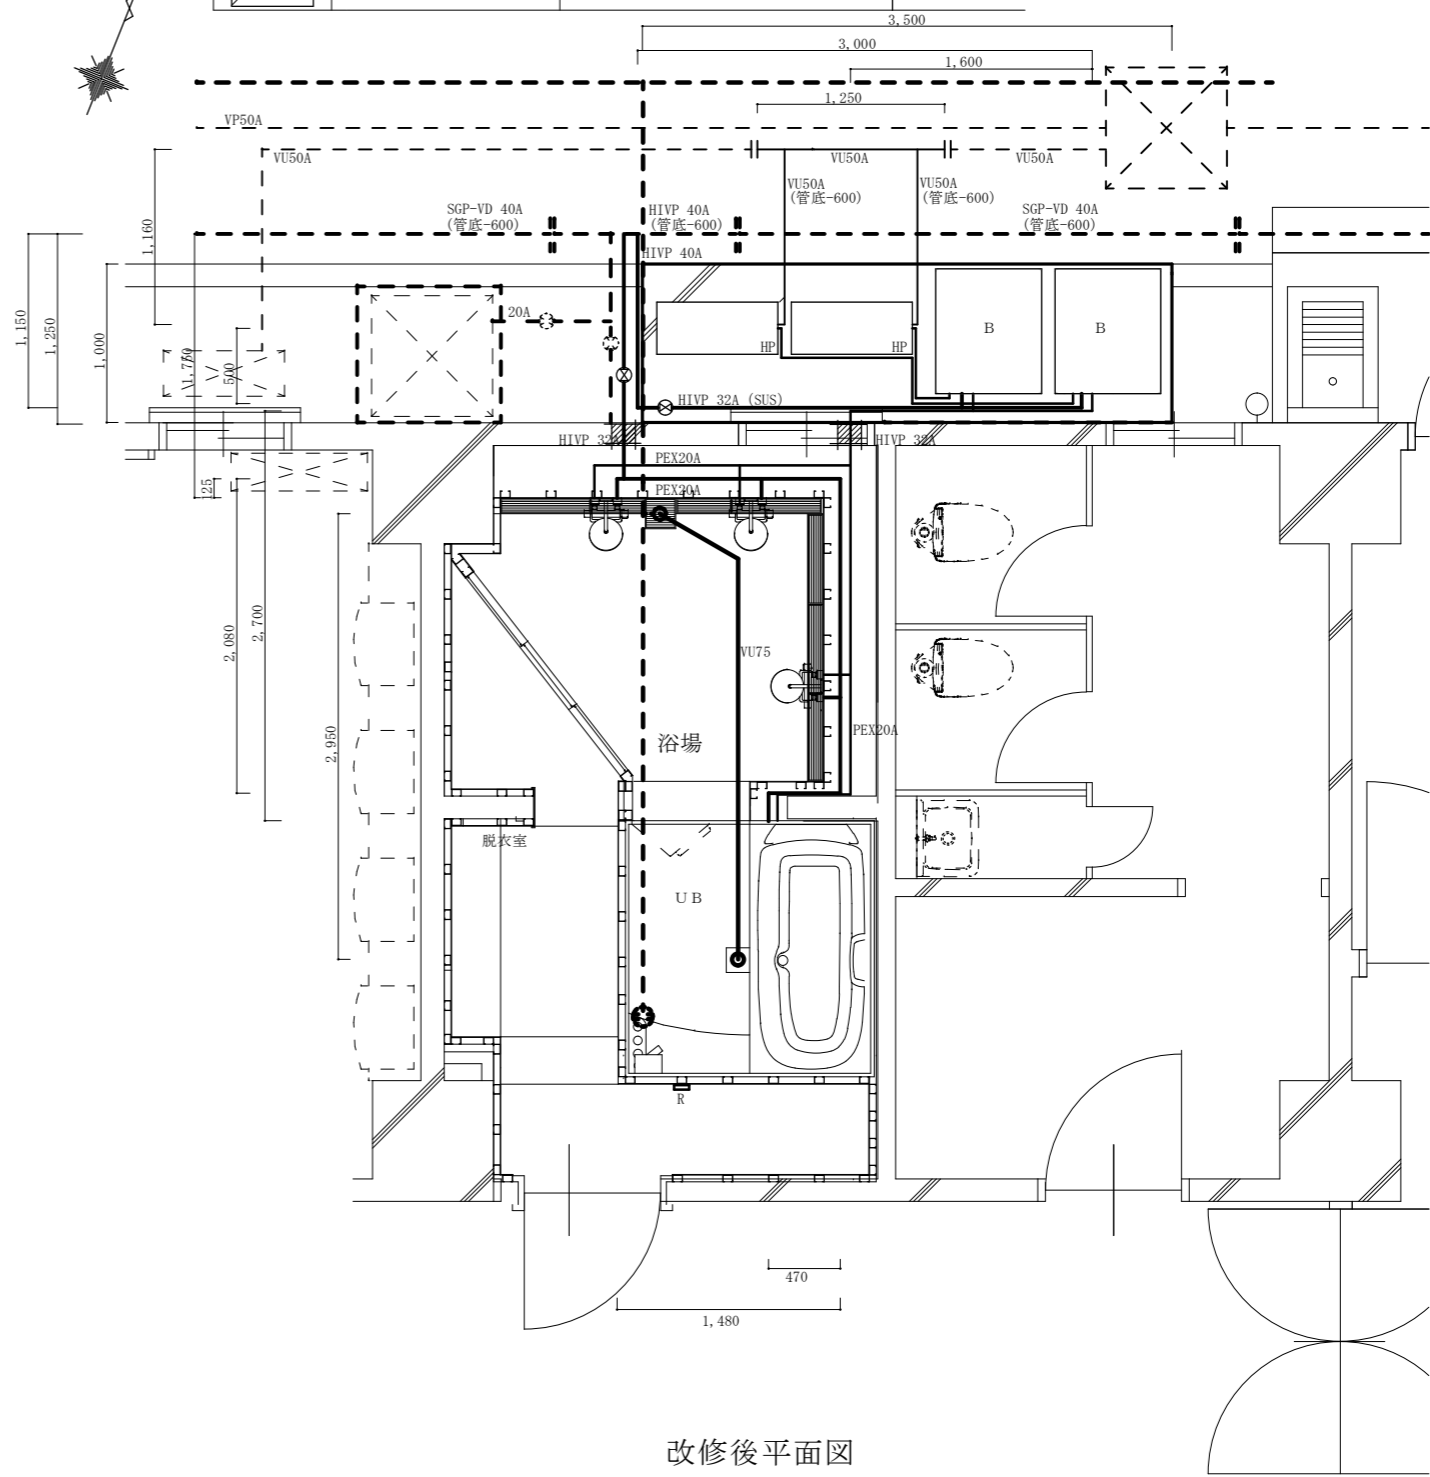 3,500
3,000
1,600
1,250
VP50A
VU50A
VU50A
VU50A
VU50A
(管底-600)
VU50A
(管底-600)
SGP-VD 40A
(管底-600)
HIVP 40A
(管底-600)
SGP-VD 40A
(管底-600)
1,160
HIVP 40A
1,150
1,250
1,000
20A
B
B
HP
HP
1,750
500
HIVP 32A (SUS)
HIVP 32A
HIVP 32A
PEX20A
PEX20A
125
2,080
2,700
2,950
VU75
PEX20A
浴場
脱衣室
UB
R
470
1,480
改修後平面図